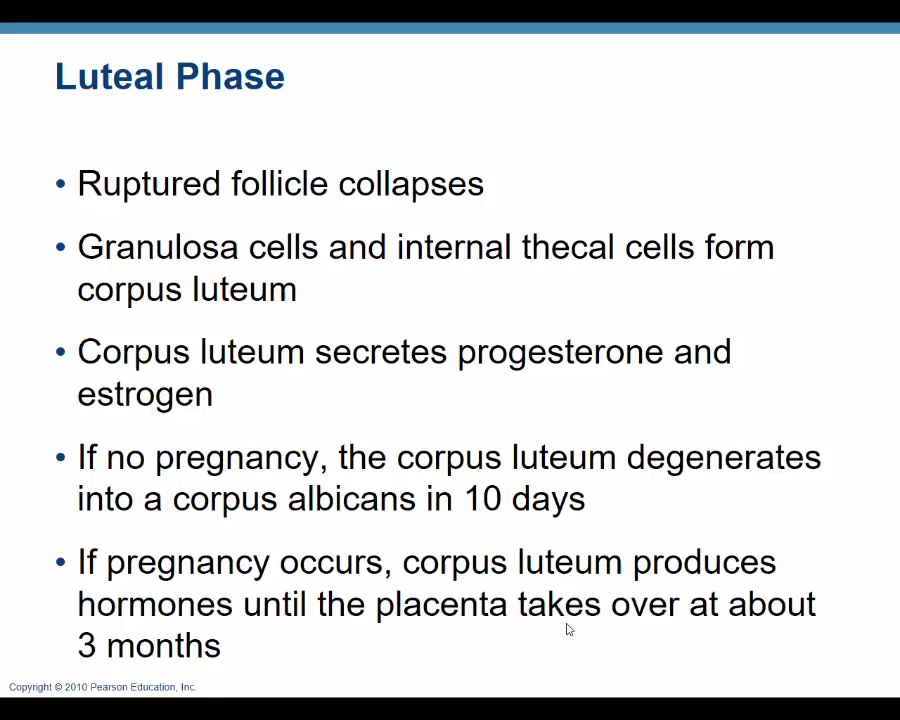 Luteal Phase
• Ruptured follicle collapses
• Granulosa cells and internal thecal cells form
corpus luteum
• Corpus luteum secretes progesterone and
estrogen
• If no pregnancy, the corpus luteum degenerates
into a corpus albicans in 10 days
• If pregnancy occurs, corpus luteum produces
hormones until the placenta takes over at about
3 months
Copyright © 2010 Pearson Education, Inc.